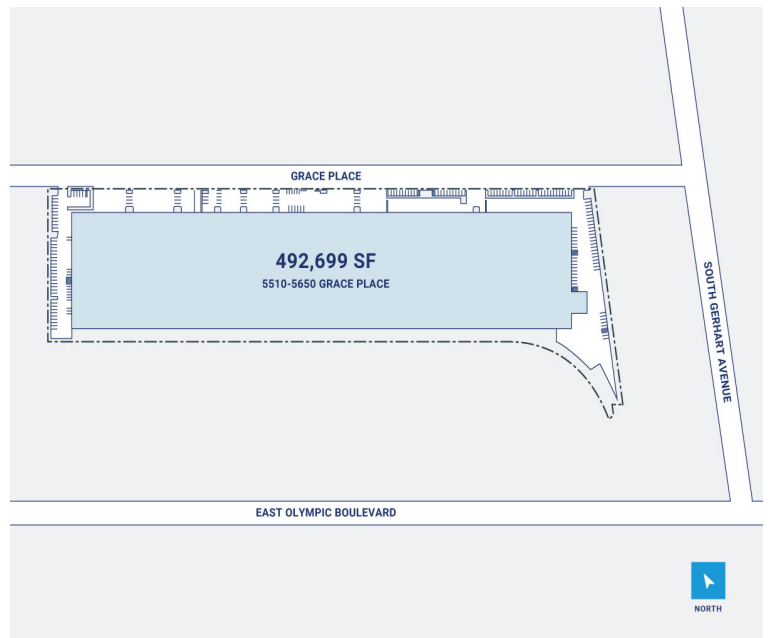 GRACE PLACE
492,699 SF
5510-5650 GRACE PLACE
SOUTH GERHART AVENUE
EAST OLYMPIC BOULEVARD
NORTH